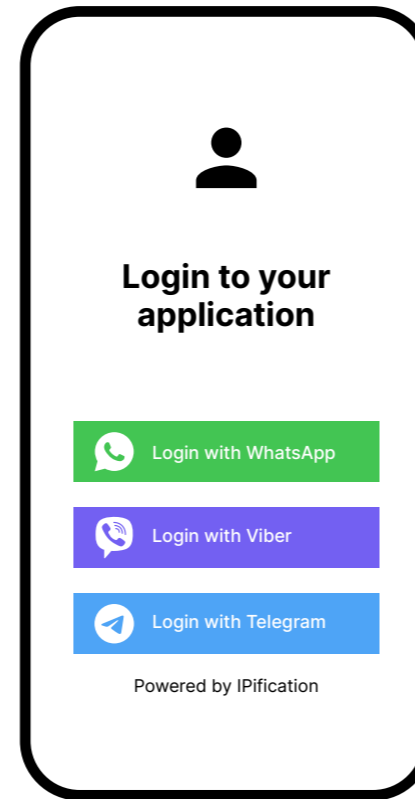 Login to your
application
Login with WhatsApp
Login with Viber
Login with Telegram
Powered by IPification